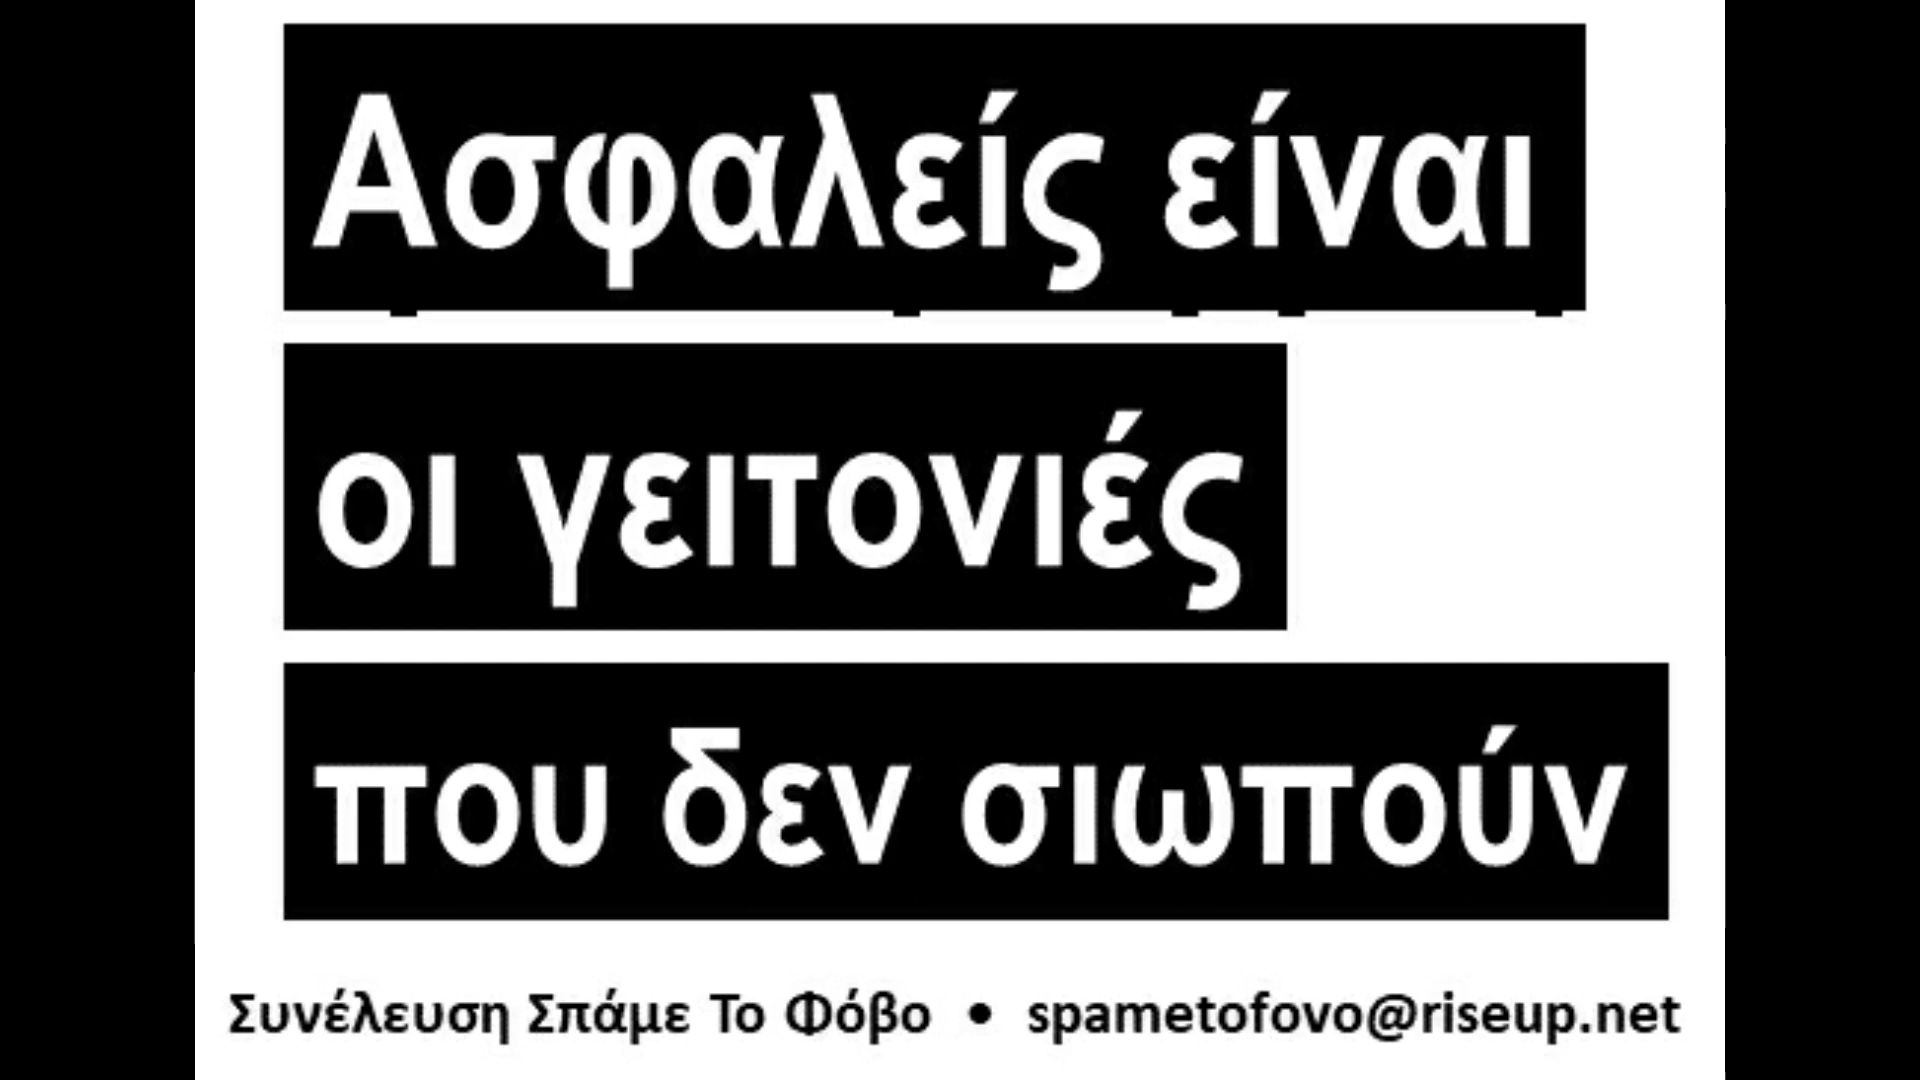 Ασφαλείς είναι
οι γειτονιές
που δεν σιωπούν
Συνέλευση Σπάμε Το Φόβο • spametofovo@riseup.net